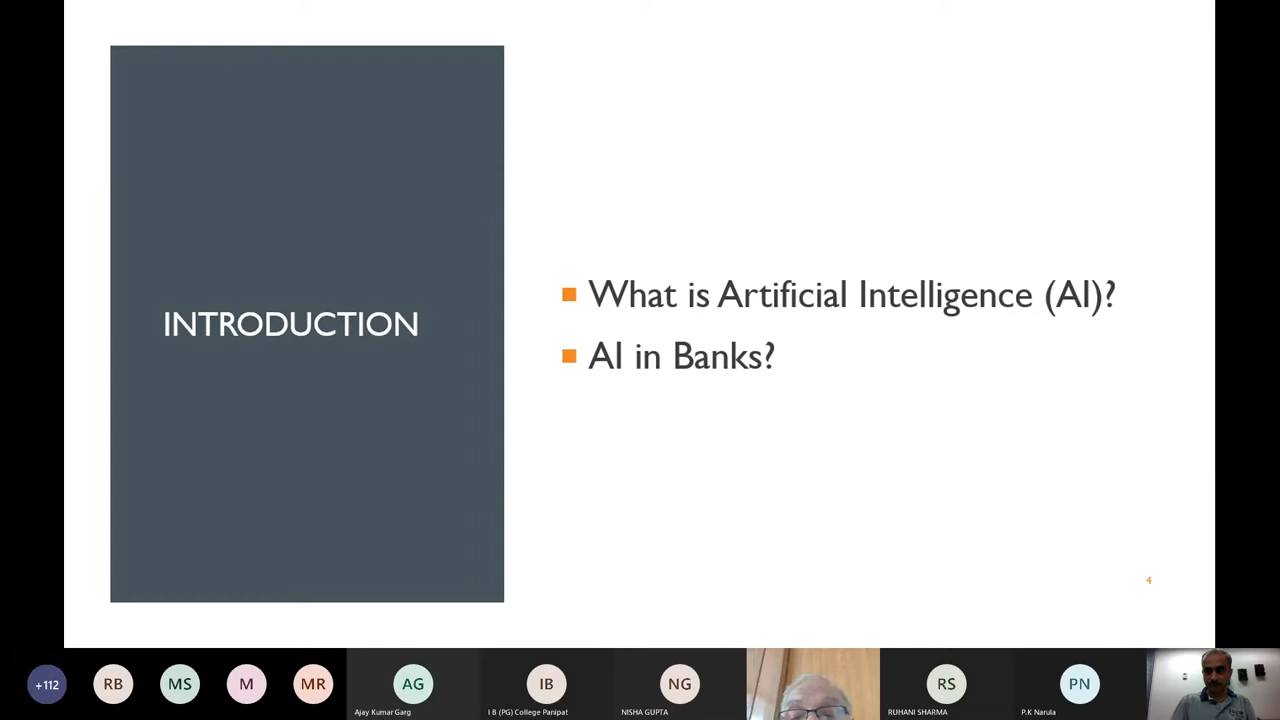 INTRODUCTION
What is Artificial Intelligence (AI)?
AI in Banks?
4
+112
RB
MS
M
MR
AG
IB
NG
RS
PN
Ajay Kumar Garg
I B (PG) College Panipat
NISHA GUPTA
RUHANI SHARMA
P.K Narula